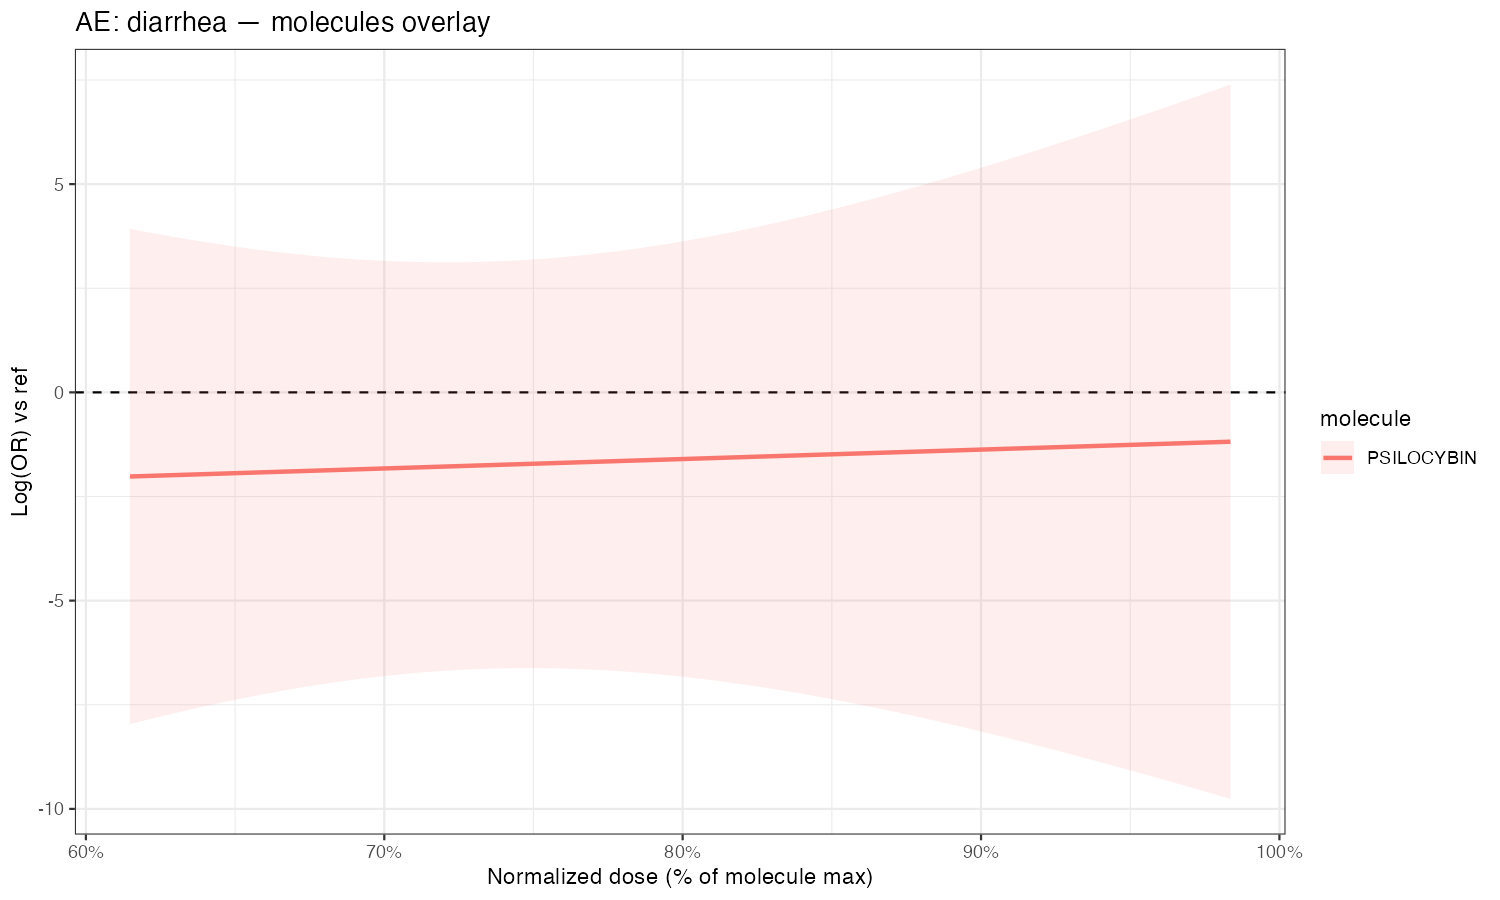 AE: diarrhea — molecules overlay
Log(OR) vs ref
5
0
-5
-10
60%
70%
80%
90%
100%
Normalized dose (% of molecule max)
molecule
PSILOCYBIN